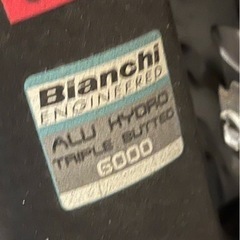 Bianchi
ENGINEERED
ALU HYDRO
TRIPLE BUTTED
6000